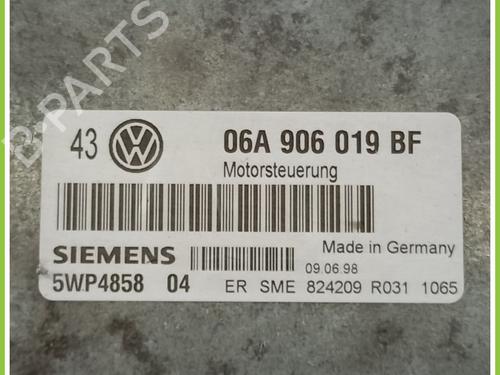 B-PARTS
43 VW 06A 906 019 BF
Motorsteuerung
SIEMENS Made in Germany
09.06.98
5WP4858 04 ER SME 824209 R031 1065